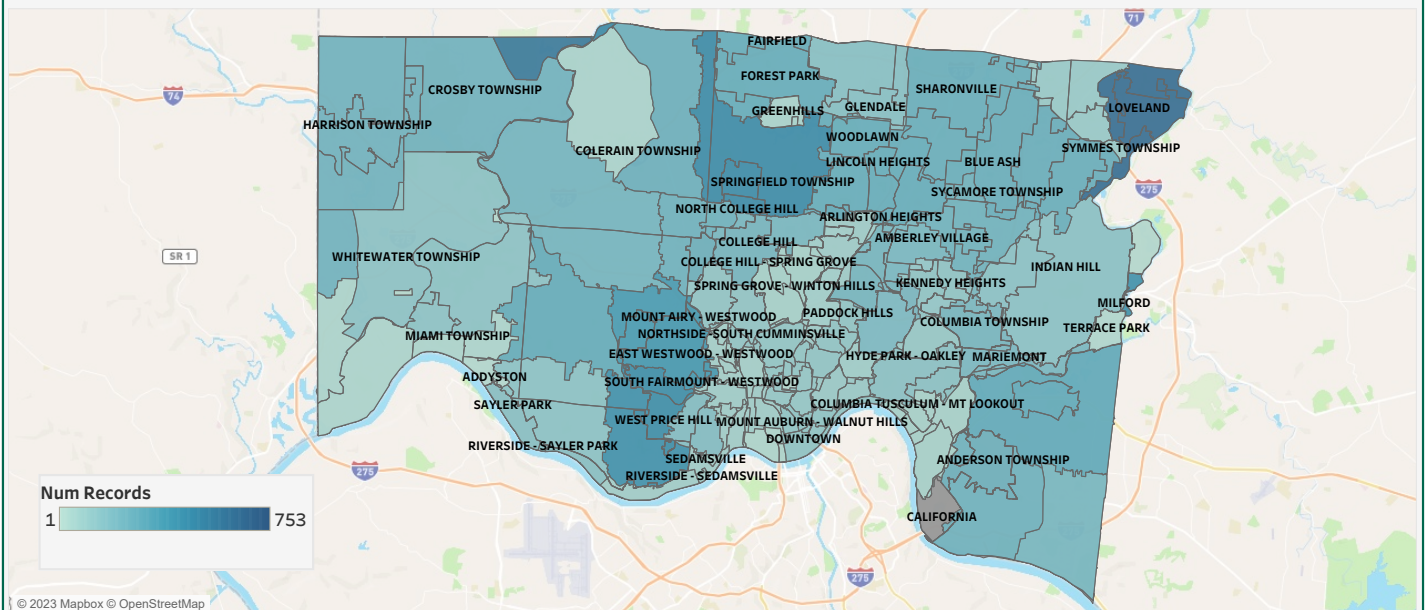 71
FAIRFIELD
FOREST PARK
SHARONVILLE
CROSBY TOWNSHIP
74
GLENDALE
LOVELAND
GREENHILLS
HARRISON TOWNSHIP
WOODLAWN
SYMMES TOWNSHIP
COLERAIN TOWNSHIP
LINCOLN HEIGHTS
BLUE ASH
SPRINGFIELD TOWNSHIP
275
SYCAMORE TOWNSHIP
NORTH COLLEGE HILL
ARLINGTON HEIGHTS
COLLEGE HILL
AMBERLEY VILLAGE
SR 1
WHITEWATER TOWNSHIP
COLLEGE HILL - SPRING GROVE
INDIAN HILL
SPRING GROVE - WINTON HILLS
KENNEDY HEIGHTS
MILFORD
MOUNT AIRY - WESTWOOD
PADDOCK HILLS
COLUMBIA TOWNSHIP
TERRACE PARK
MIAMI TOWNSHIP
NORTHSIDE -SOUTH CUMMINSVILLE
EAST WESTWOOD - WESTWOOD
HYDE PARK - OAKLEY
MARIEMONT
ADDYSTON
SOUTH FAIRMOUNT - WESTWOOD
SAYLER PARK
COLUMBIA TUSCULUM - MT LOOKOUT
WEST PRICE HILL
MOUNT AUBURN - WALNUT HILLS
DOWNTOWN
RIVERSIDE - SAYLER PARK
SEDAMSVILLE
ANDERSON TOWNSHIP
275
RIVERSIDE - SEDAMSVILLE
Num Records
1
753
CALIFORNIA
275
© 2023 Mapbox © OpenStreetMap